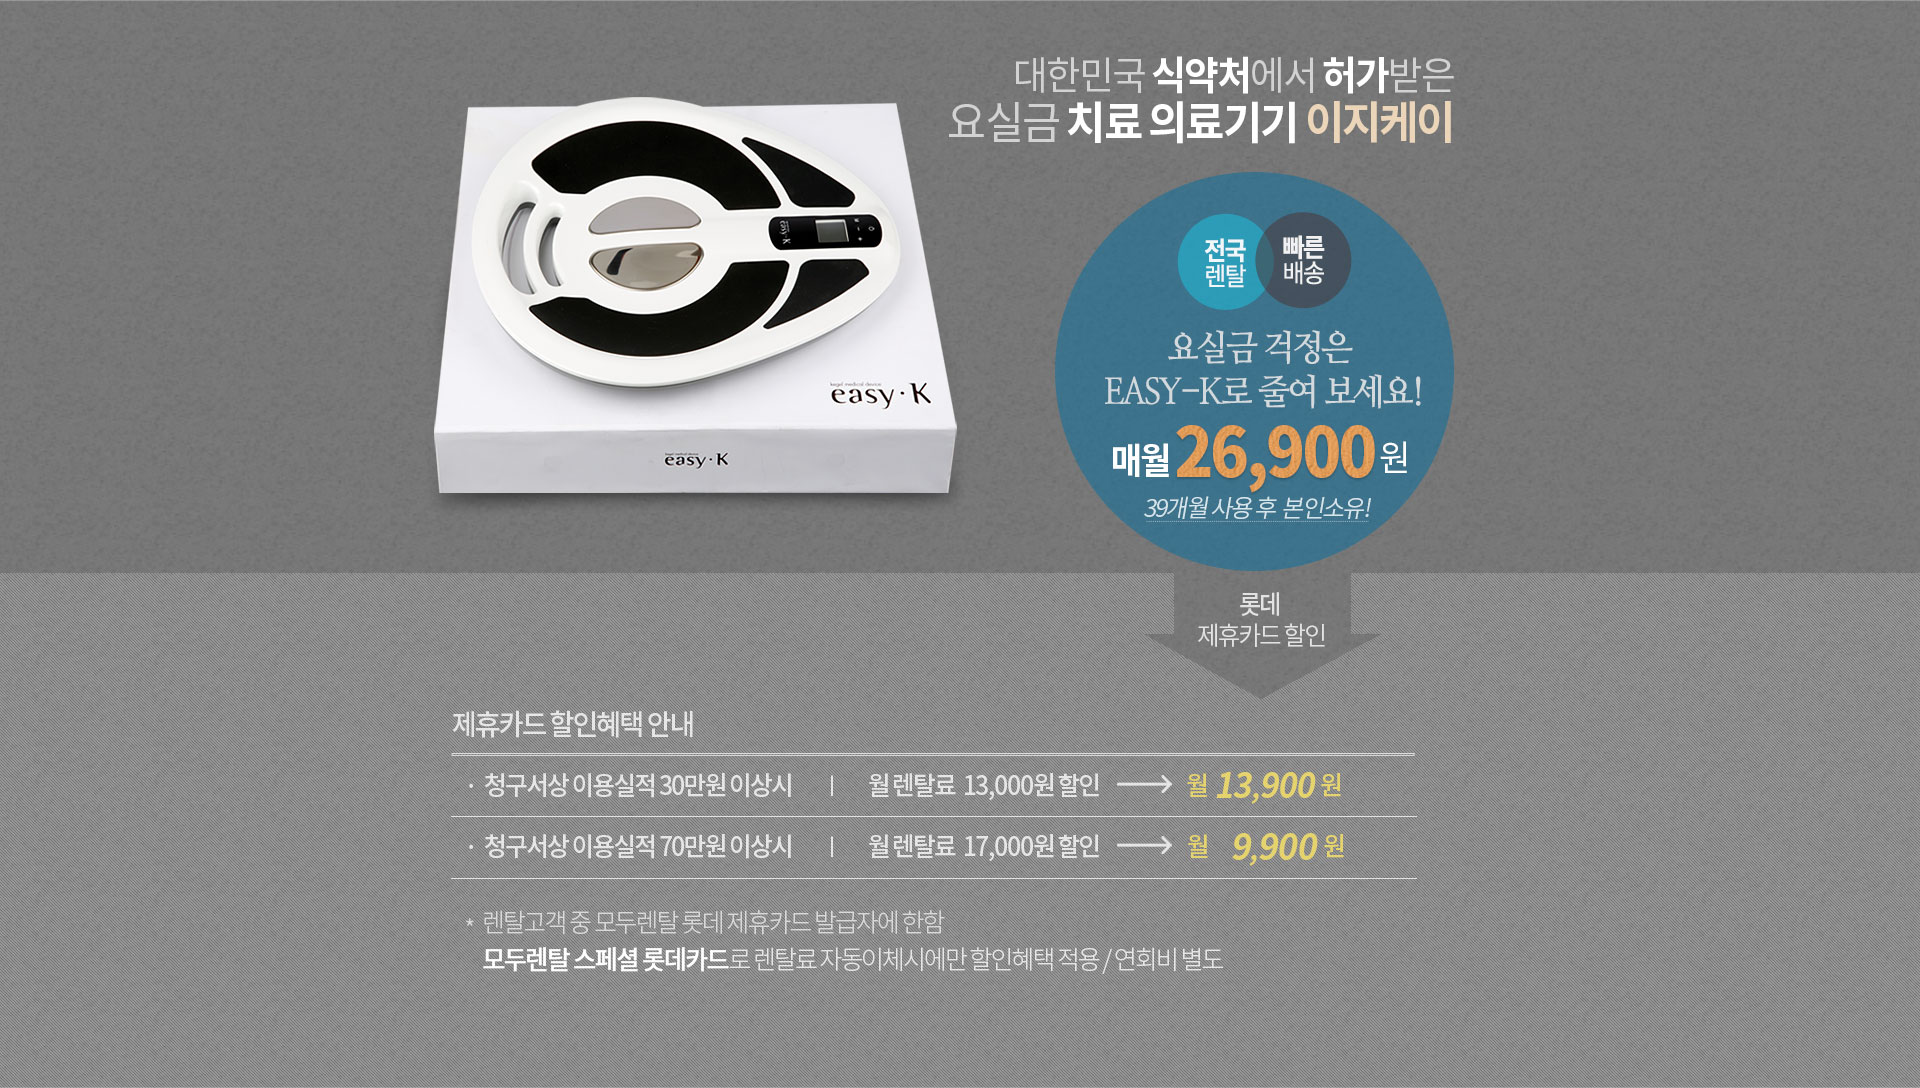 대한민국 식약처에서 허가받은
요실금 치료 의료기기 이지케이
전국
렌탈
빠른
배송
요실금 걱정은
EASY-K로 줄여 보세요!
매월 26,900 원
39개월 사용 후 본인소유!
easy·K
kegel medical device
easy·K
easy·K
롯데
제휴카드 할인
제휴카드 할인혜택 안내
· 청구서상 이용실적 30만원 이상시 | 월 렌탈료 13,000원 할인 → 월 13,900 원
· 청구서상 이용실적 70만원 이상시 | 월 렌탈료 17,000원 할인 → 월 9,900 원
* 렌탈고객 중 모두렌탈 롯데 제휴카드 발급자에 한함
모두렌탈 스페셜 롯데카드로 렌탈료 자동이체시에만 할인혜택 적용 / 연회비 별도